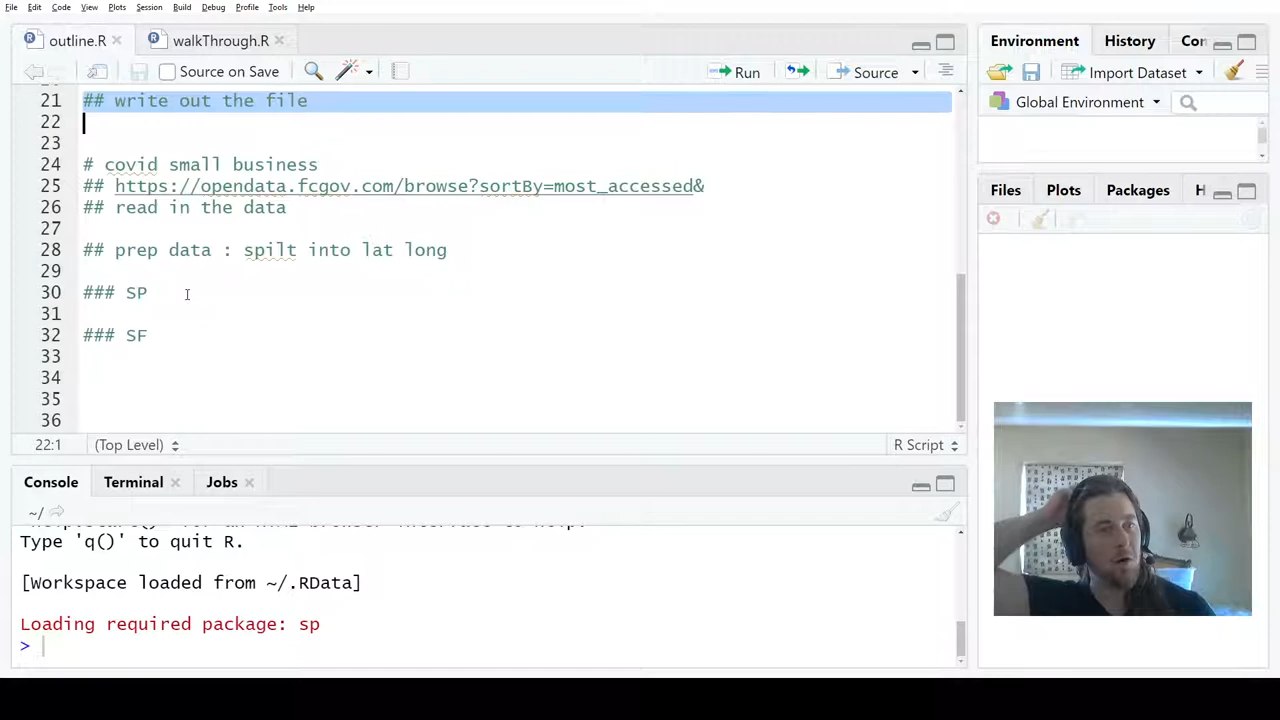 File Edit Code View Plots Session Build Debug Profile Tools Help
outline.R walkThrough.R
Source on Save Run Source
21 ## write out the file
22
23
24 # covid small business
25 ## https://opendata.fcgov.com/browse?sortBy=most_accessed&
26 ## read in the data
27
28 ## prep data : spilt into lat long
29
30 ### SP
31
32 ### SF
33
34
35
36
22:1 (Top Level) R Script
Console Terminal Jobs
~/
Type 'q()' to quit R.
[Workspace loaded from ~/.RData]
Loading required package: sp
>
Environment History Con
Import Dataset
Global Environment
Files Plots Packages H